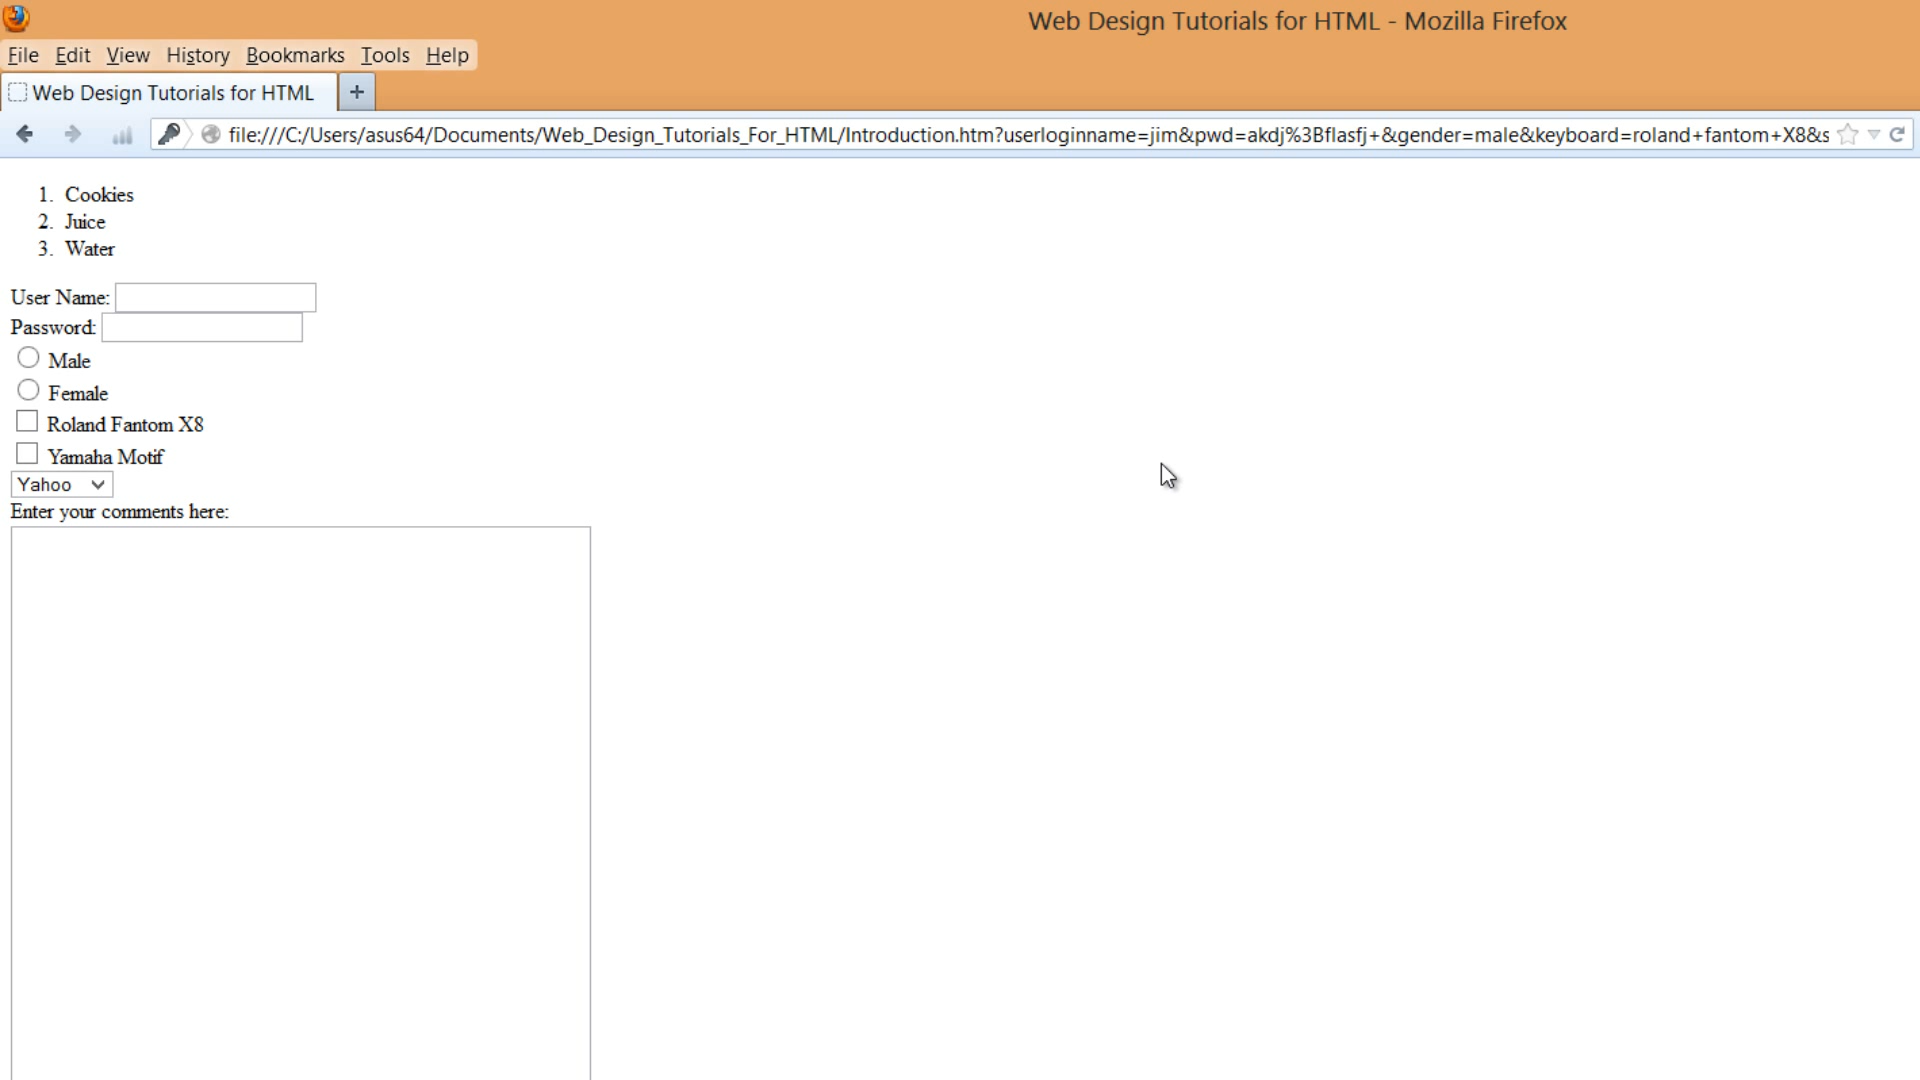 Web Design Tutorials for HTML - Mozilla Firefox
File Edit View History Bookmarks Tools Help
Web Design Tutorials for HTML +
file:///C:/Users/asus64/Documents/Web_Design_Tutorials_For_HTML/Introduction.htm?userloginname=jim&pwd=akdj%3Bflasfj+&gender=male&keyboard=roland+fantom+X8&s
1. Cookies
2. Juice
3. Water
User Name:
Password:
Male
Female
Roland Fantom X8
Yamaha Motif
Yahoo
Enter your comments here: